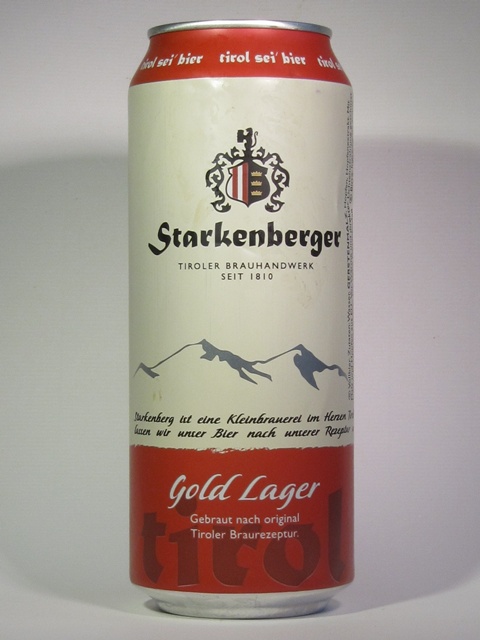 tirol sei' bier tirol sei' bier tirol
Starkenberger
TIROLER BRAUHANDWERK
SEIT 1810
Starkenberg ist eine Kleinbrauerei im Herzen
lassen wir unser Bier nach unserer Rezeptur
Gold Lager
Gebraut nach original
Tiroler Braurezeptur.
tirol